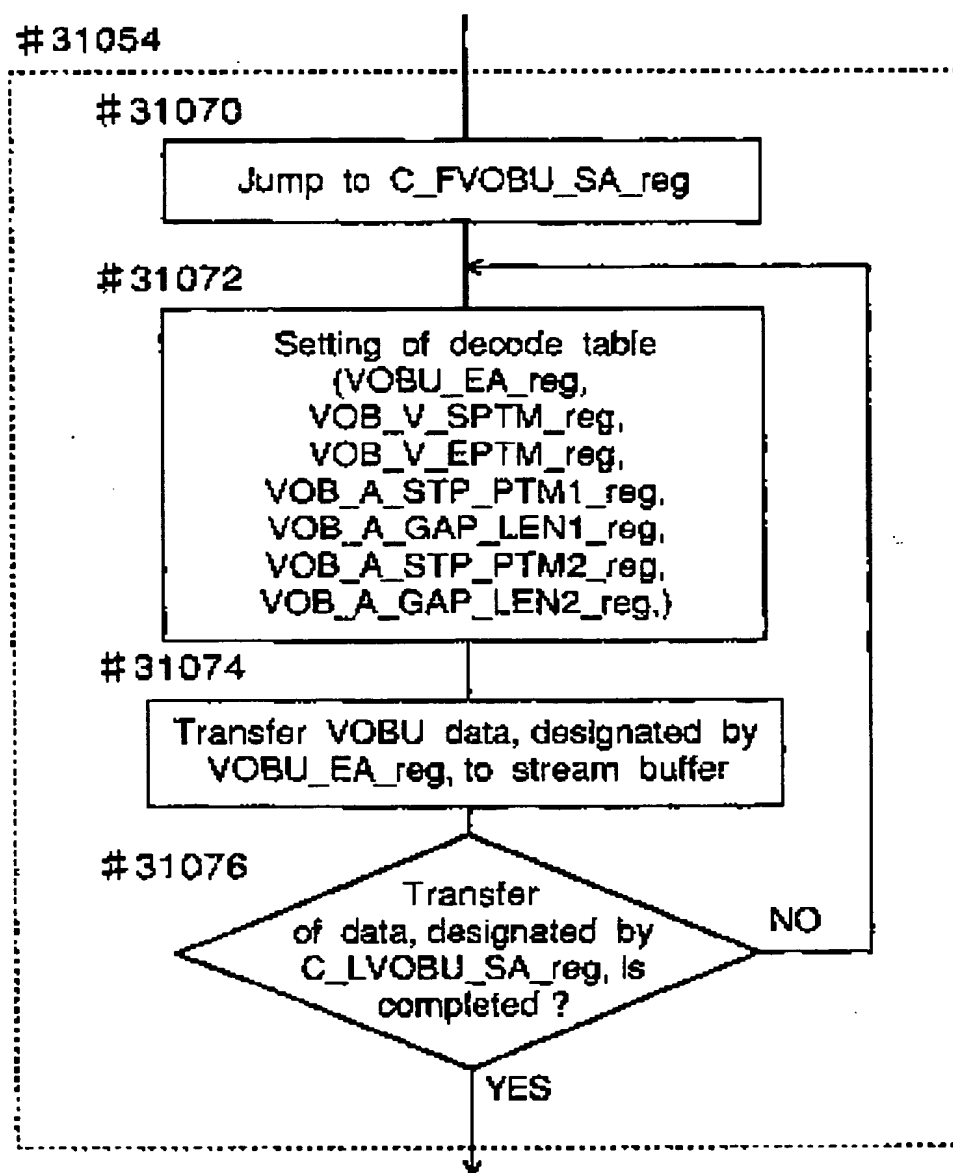 #31054
#31070
Jump to C_FVOBU_SA_reg
#31072
Setting of decode table
(VOBU_EA_reg,
VOB_V_SPTM_reg,
VOB_V_EPTM_reg,
VOB_A_STP_PTM1_reg,
VOB_A_GAP_LEN1_reg,
VOB_A_STP_PTM2_reg,
VOB_A_GAP_LEN2_reg,)
#31074
Transfer VOBU data, designated by
VOBU_EA_reg, to stream buffer
#31076
Transfer
of data, designated by
C_LVOBU_SA_reg, is
completed ?
NO
YES